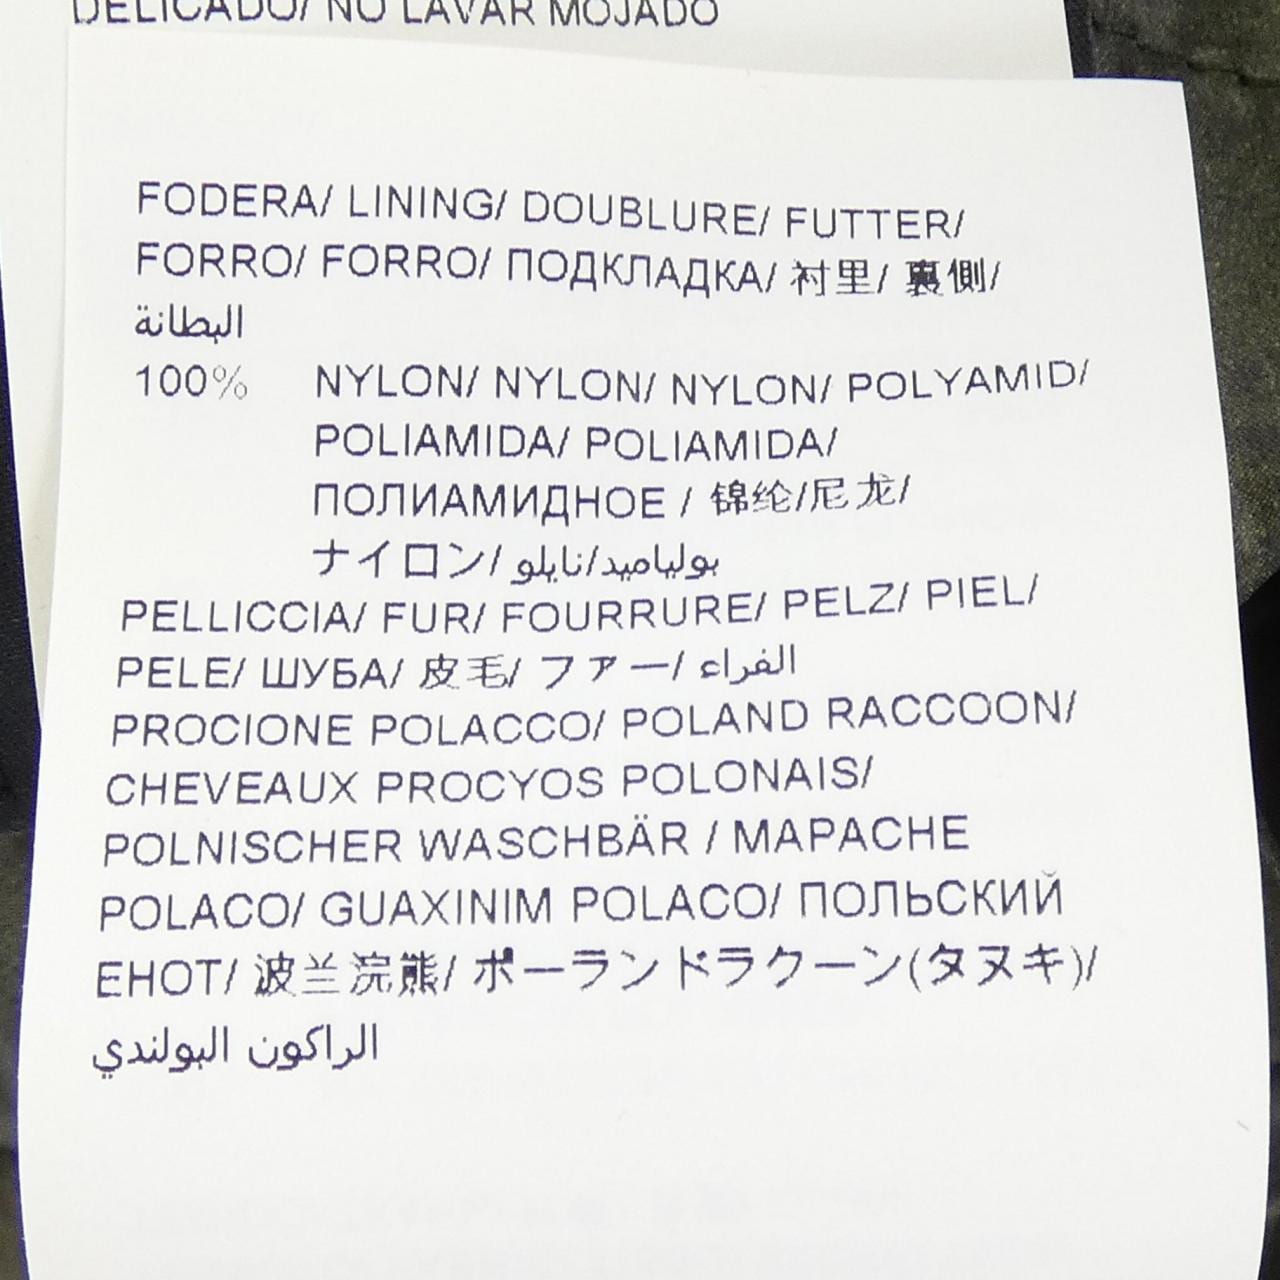 DELICADO/ NO LAVAR MOJADO
FODERA/ LINING/ DOUBLURE/ FUTTER/
FORRO/ FORRO/ ПОДКЛАДКА/ 衬里/ 裏側/
البطانة
100% NYLON/ NYLON/ NYLON/ POLYAMID/
POLIAMIDA/ POLIAMIDA/
ПОЛИАМИДНОЕ / 锦纶/尼龙/
ナイロン/ بولياميد/نايلو
PELLICCIA/ FUR/ FOURRURE/ PELZ/ PIEL/
PELE/ ШУБА/ 皮毛/ ファー/ الفراء
PROCIONE POLACCO/ POLAND RACCOON/
CHEVEAUX PROCYOS POLONAIS/
POLNISCHER WASCHBÄR / MAPACHE
POLACO/ GUAXINIM POLACO/ ПОЛЬСКИЙ
ЕНОТ/ 波兰浣熊/ ポーランドラクーン(タヌキ)/
الراكون البولندي